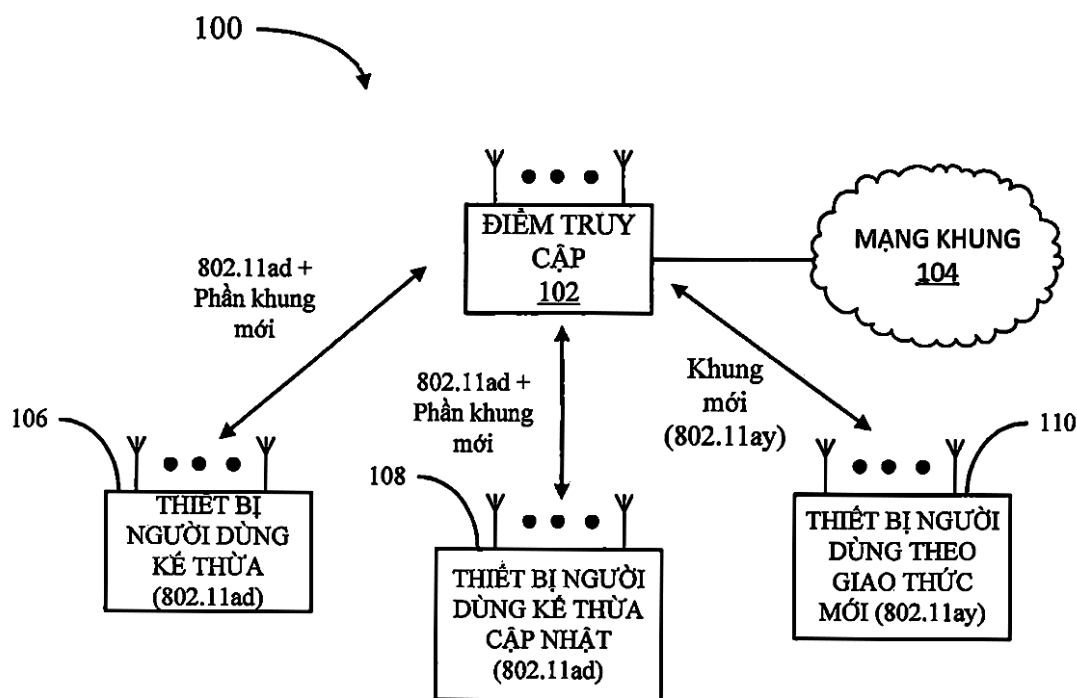 100
ĐIỂM TRUY
CẬP
102
MẠNG KHUNG
104
802.11ad +
Phần khung
mới
802.11ad +
Phần khung
mới
Khung
mới
(802.11ay)
106
108
110
THIẾT BỊ
NGƯỜI DÙNG
KẾ THỪA
(802.11ad)
THIẾT BỊ NGƯỜI
DÙNG KẾ THỪA
CẬP NHẬT
(802.11ad)
THIẾT BỊ NGƯỜI
DÙNG THEO
GIAO THỨC
MỚI (802.11ay)